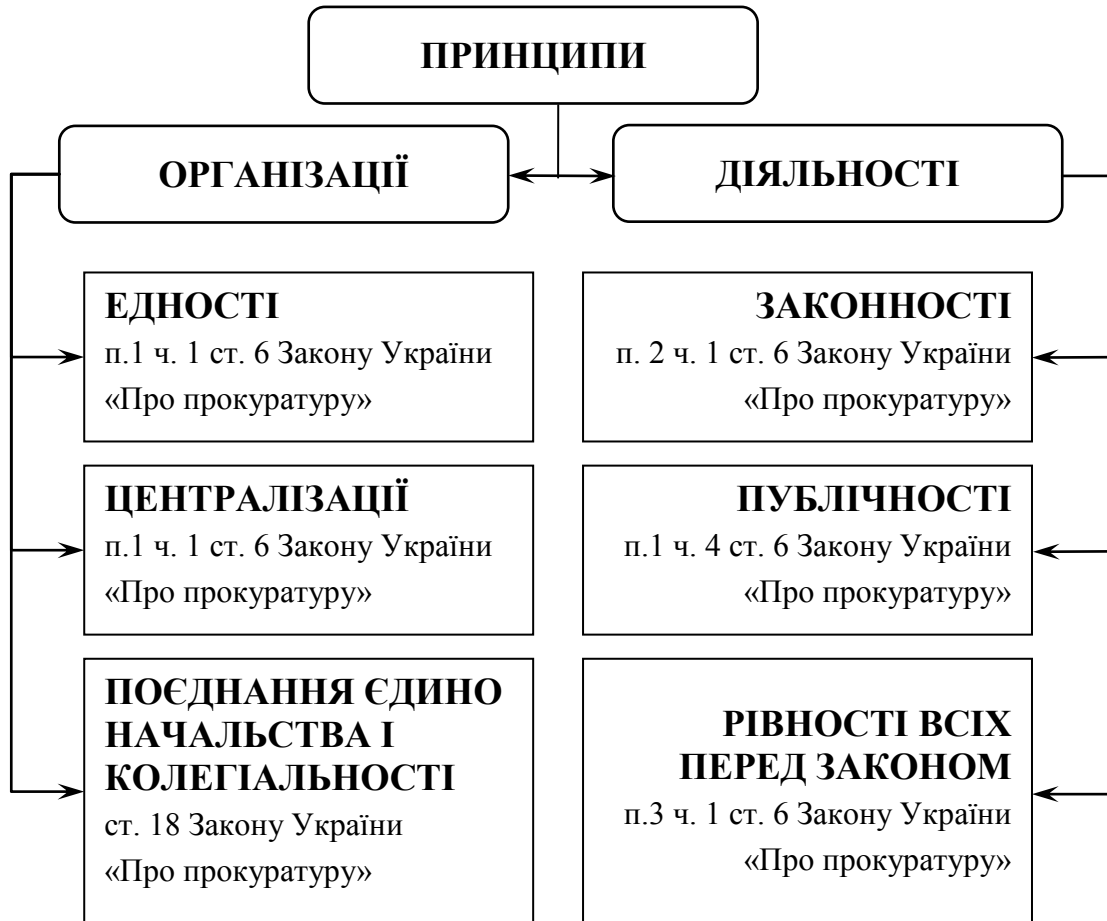 ПРИНЦИПИ
ОРГАНІЗАЦІЇ
ДІЯЛЬНОСТІ
ЕДНОСТІ
п.1 ч. 1 ст. 6 Закону України
«Про прокуратуру»
ЦЕНТРАЛІЗАЦІЇ
п.1 ч. 1 ст. 6 Закону України
«Про прокуратуру»
ПОЄДНАННЯ ЄДИНО
НАЧАЛЬСТВА І
КОЛЕГІАЛЬНОСТІ
ст. 18 Закону України
«Про прокуратуру»
ЗАКОННОСТІ
п. 2 ч. 1 ст. 6 Закону України
«Про прокуратуру»
ПУБЛІЧНОСТІ
п.1 ч. 4 ст. 6 Закону України
«Про прокуратуру»
РІВНОСТІ ВСІХ
ПЕРЕД ЗАКОНОМ
п.3 ч. 1 ст. 6 Закону України
«Про прокуратуру»